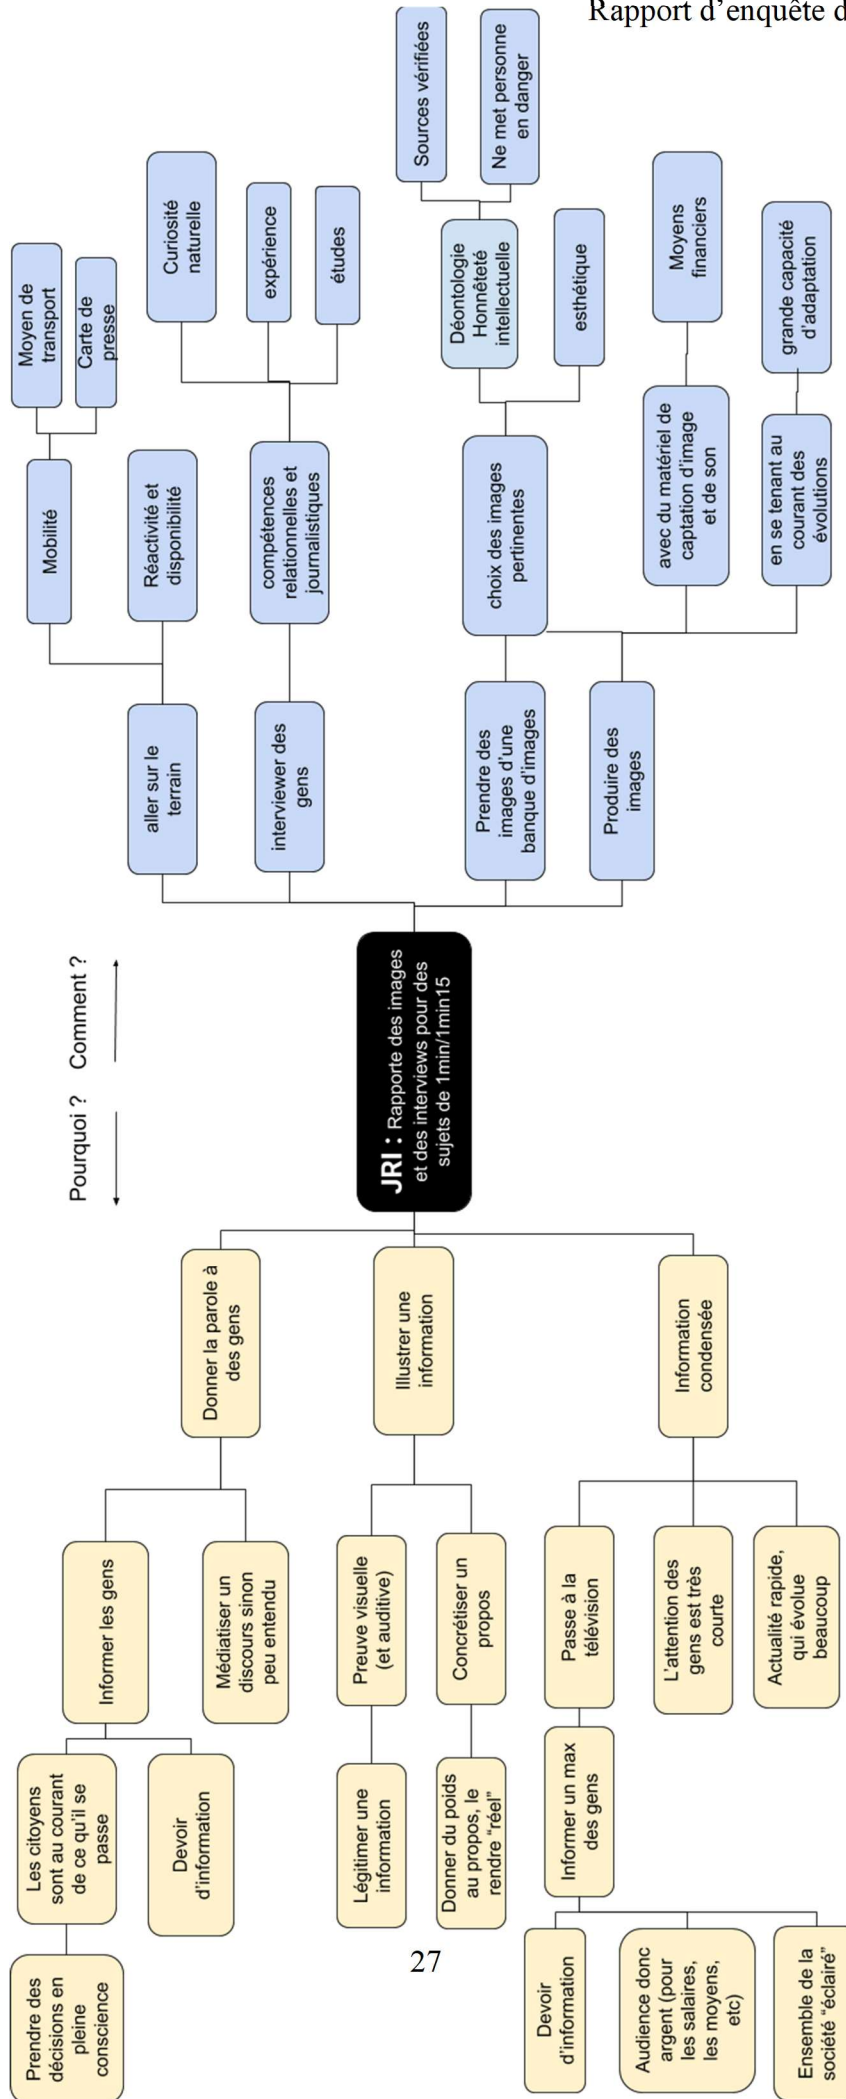 Rapport d’enquête d
Pourquoi ?
Comment ?
JRI : Rapporte des images
et des interviews pour des
sujets de 1min/1min15
Donner la parole à
des gens
Informer les gens
Les citoyens
sont au courant
de ce qu'il se
passe
Prendre des
décisions en
pleine
conscience
Devoir
d'information
Médiatiser un
discours sinon
peu entendu
Illustrer une
information
Preuve visuelle
(et auditive)
Légitimer une
information
Concrétiser un
propos
Donner du poids
au propos, le
rendre “réel”
Information
condensée
Passe à la
télévision
Informer un max
des gens
Devoir
d'information
Audience donc
argent (pour
les salaires,
les moyens,
etc)
Ensemble de la
société “éclairé”
L'attention des
gens est très
courte
Actualité rapide,
qui évolue
beaucoup
aller sur le
terrain
Mobilité
Moyen de
transport
Carte de
presse
Réactivité et
disponibilité
interviewer des
gens
compétences
relationnelles et
journalistiques
Curiosité
naturelle
expérience
études
Prendre des
images d'une
banque d'images
choix des images
pertinentes
Déontologie
Honnêteté
intellectuelle
Sources vérifiées
Ne met personne
en danger
esthétique
Produire des
images
avec du matériel de
captation d'image
et de son
Moyens
financiers
en se tenant au
courant des
évolutions
grande capacité
d'adaptation
27